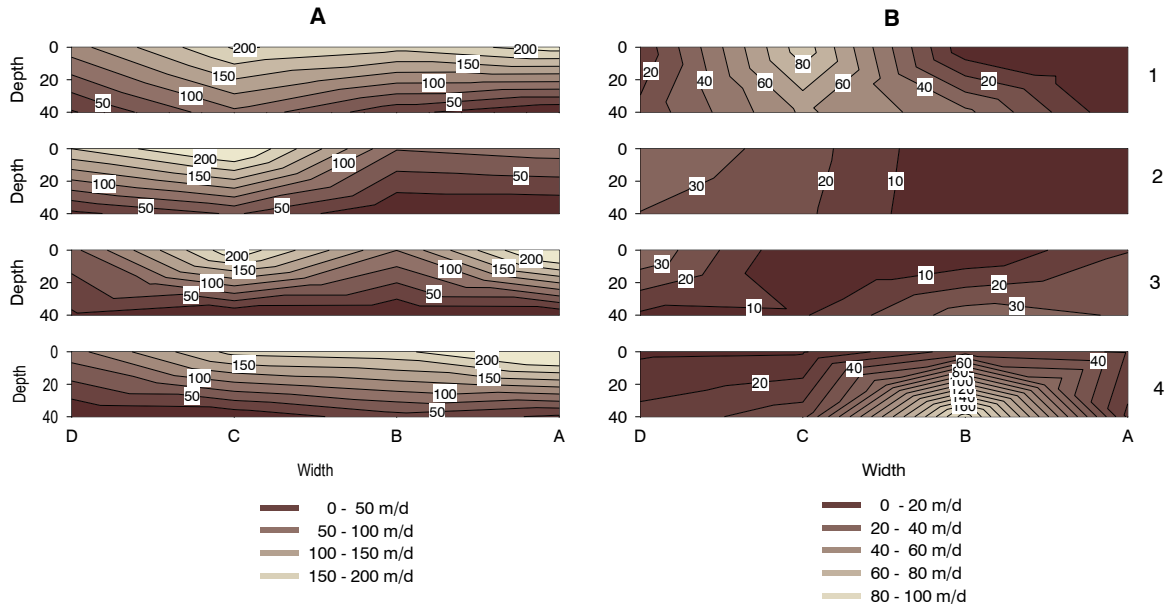 A B
0 200 200 0 80
Depth 20 150 150 20 20 40 60 60 40 20 1
40 50 100 100 50 40
0 200 100 0
Depth 20 100 150 50 20 30 20 10 2
40 50 50 40
0 200 200 0 30
Depth 20 150 100 50 100 150 50 20 20 10 20 3
40 40 10 30
0 150 200 0 60 40
Depth 20 100 50 150 100 20 20 40 80 100 120 4
40 50 40 140 160
D C B A D C B A
Width Width
0 - 50 m/d
50 - 100 m/d
100 - 150 m/d
150 - 200 m/d
0 - 20 m/d
20 - 40 m/d
40 - 60 m/d
60 - 80 m/d
80 - 100 m/d